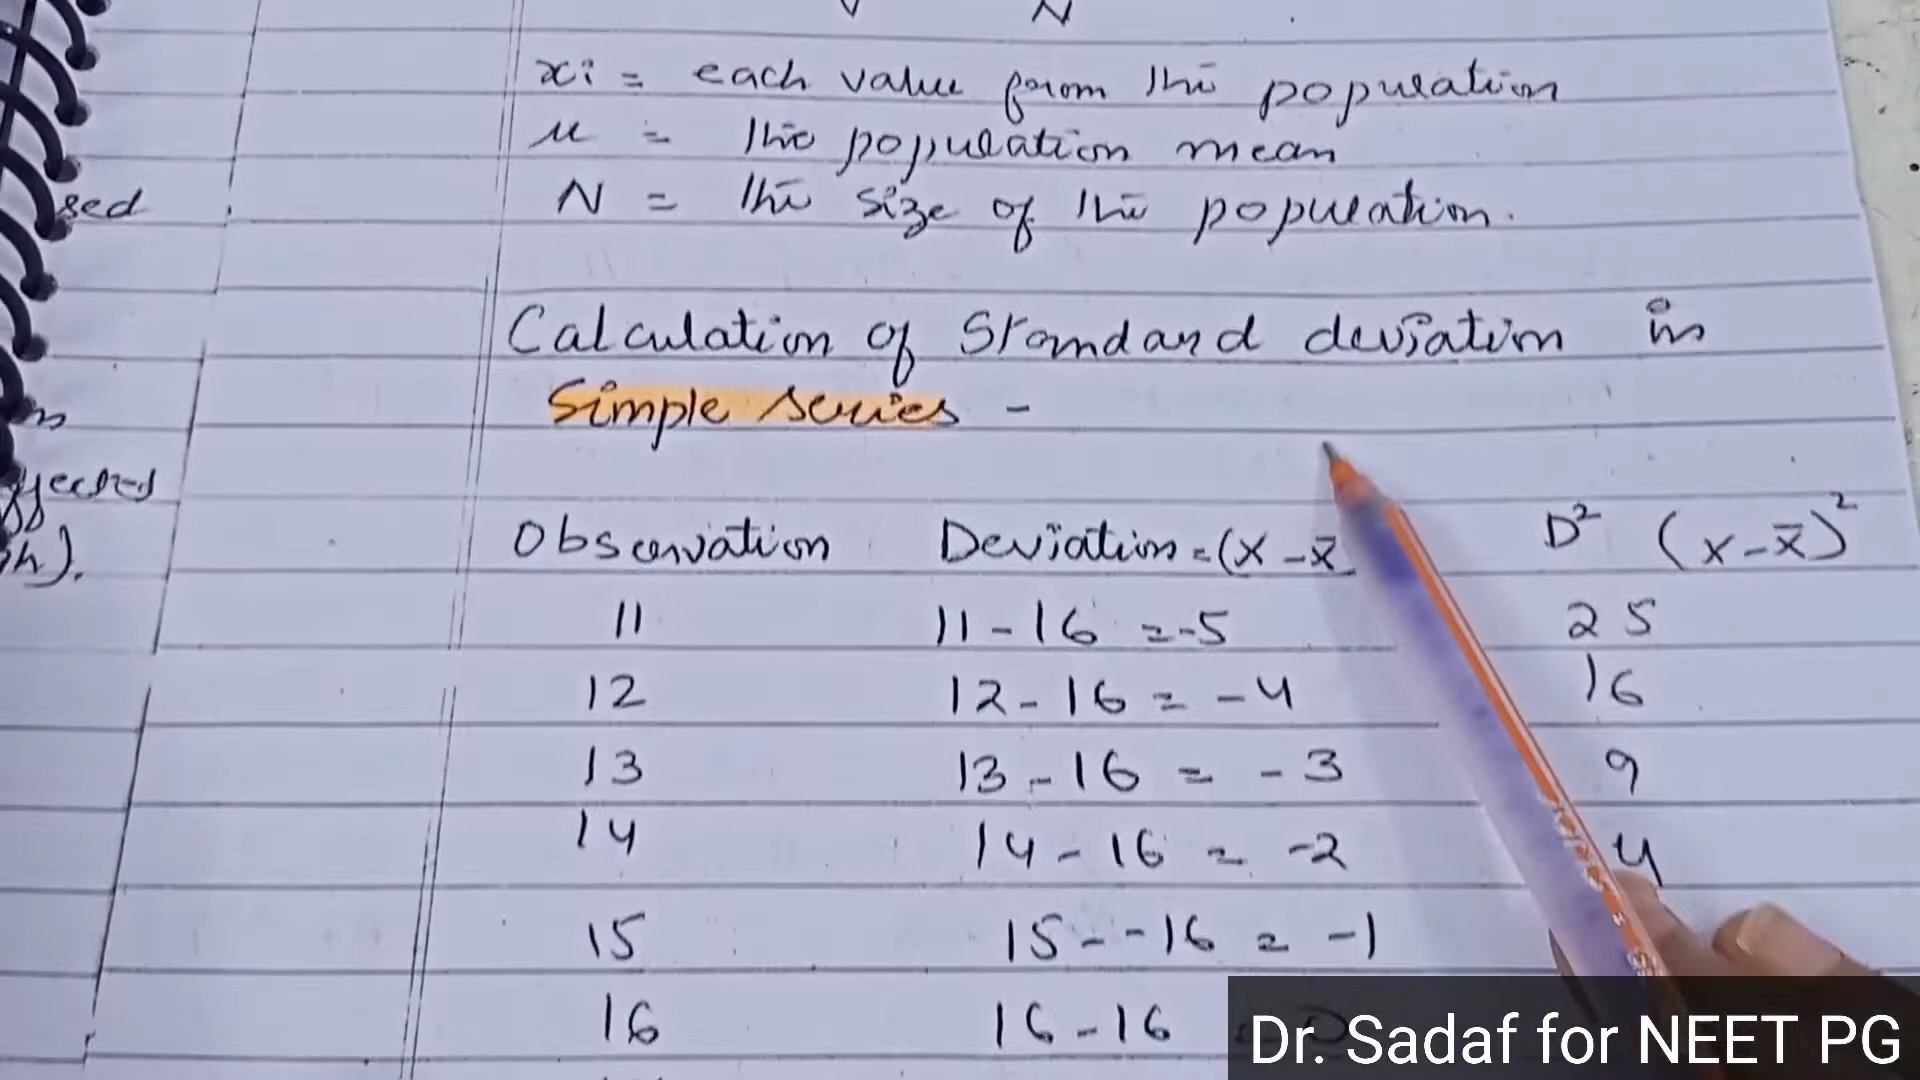 N
xi = each value from the population
μ = the population mean
N = the size of the population.
sed
Calculation of Standard deviation in
Simple series -
Observation Deviation = (x - x̄ D² (x - x̄)²
11 11 - 16 = -5 25
12 12 - 16 = -4 16
13 13 - 16 = -3 9
14 14 - 16 = -2 4
15 15 - -16 = -1
16 16 - 16
Dr. Sadaf for NEET PG